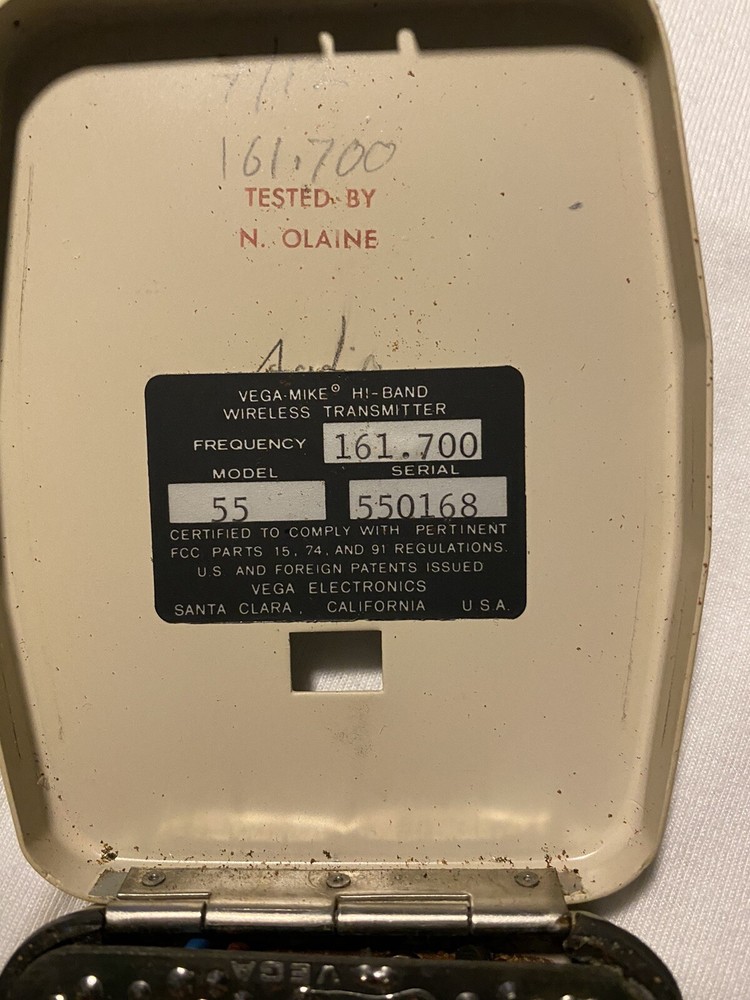 161.700
TESTED BY
N. OLAINE
VEGA-MIKE® HI-BAND
WIRELESS TRANSMITTER
FREQUENCY 161.700
MODEL SERIAL
55 550168
CERTIFIED TO COMPLY WITH PERTINENT
FCC PARTS 15, 74, AND 91 REGULATIONS.
U.S. AND FOREIGN PATENTS ISSUED
VEGA ELECTRONICS
SANTA CLARA, CALIFORNIA U S.A.
VEGA